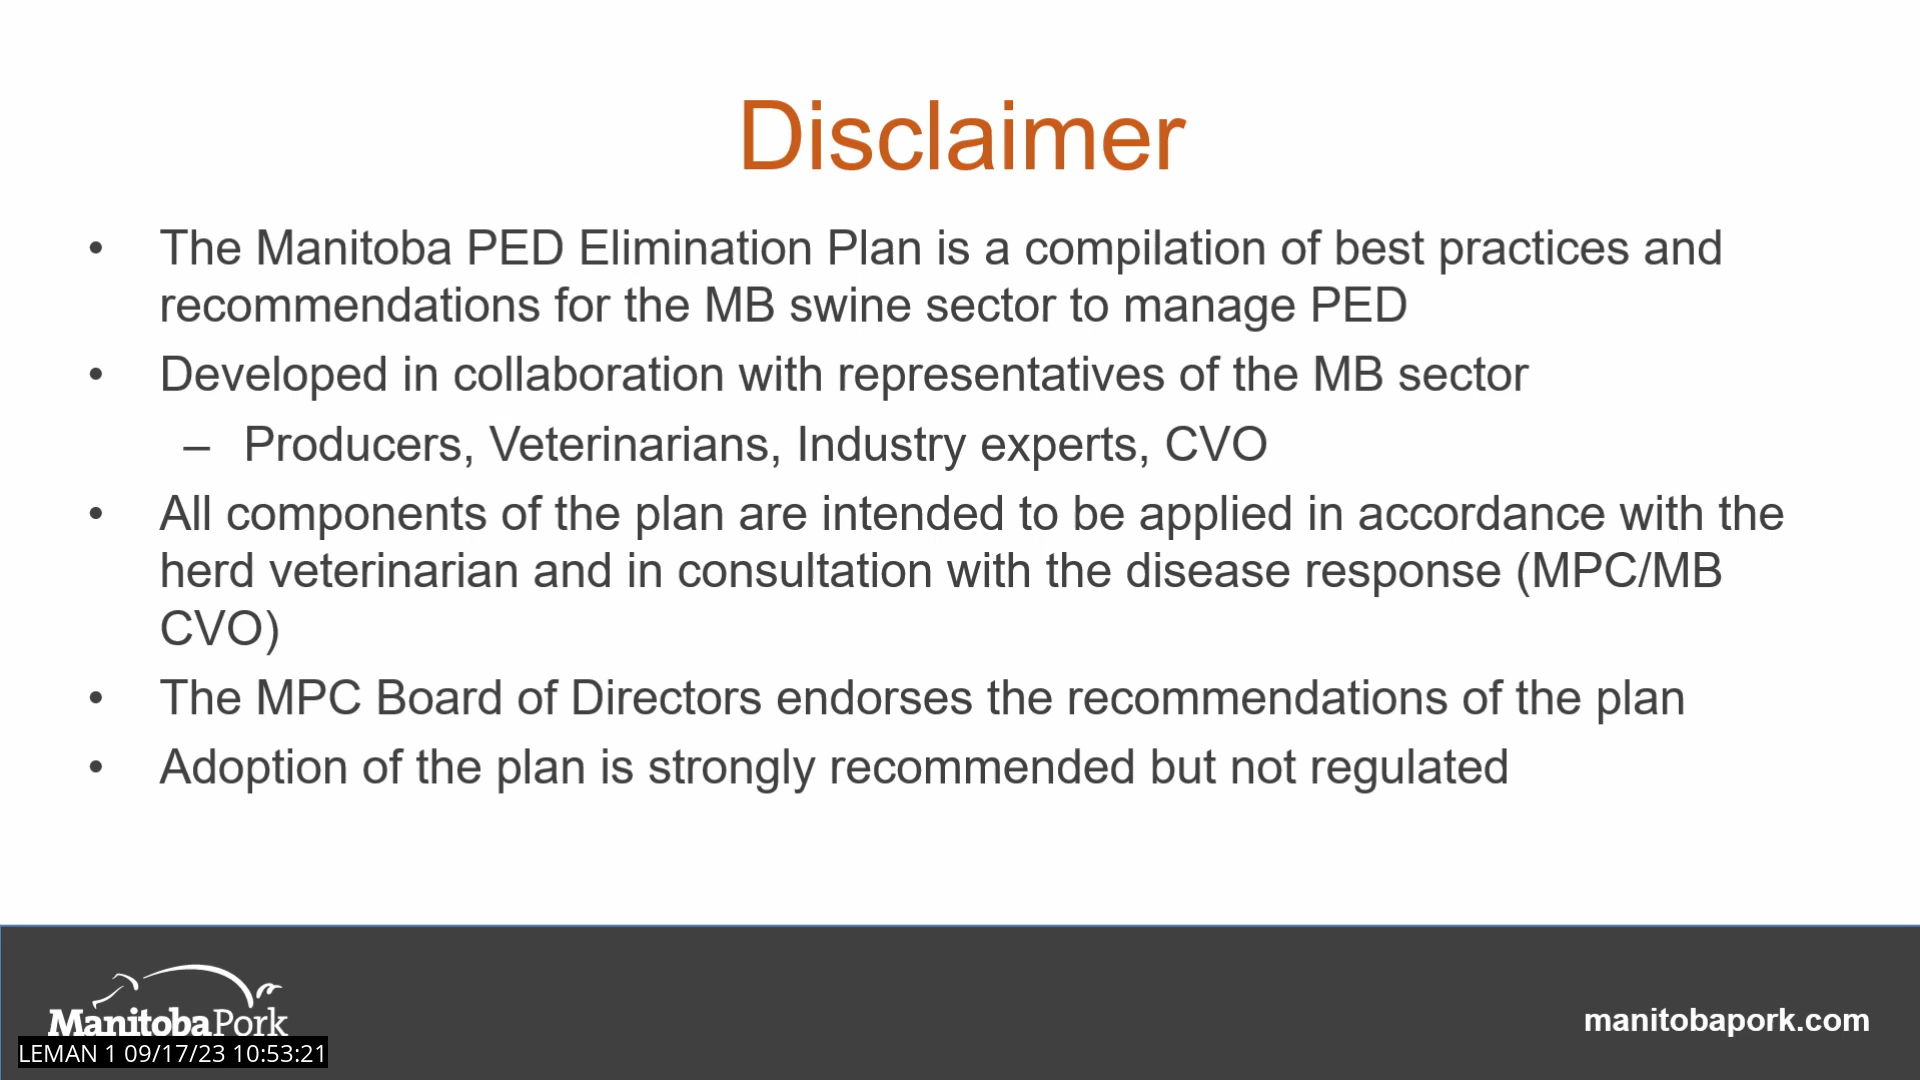 Disclaimer
• The Manitoba PED Elimination Plan is a compilation of best practices and
recommendations for the MB swine sector to manage PED
• Developed in collaboration with representatives of the MB sector
– Producers, Veterinarians, Industry experts, CVO
• All components of the plan are intended to be applied in accordance with the
herd veterinarian and in consultation with the disease response (MPC/MB
CVO)
• The MPC Board of Directors endorses the recommendations of the plan
• Adoption of the plan is strongly recommended but not regulated
ManitobaPork
manitobapork.com
LEMAN 1 09/17/23 10:53:21